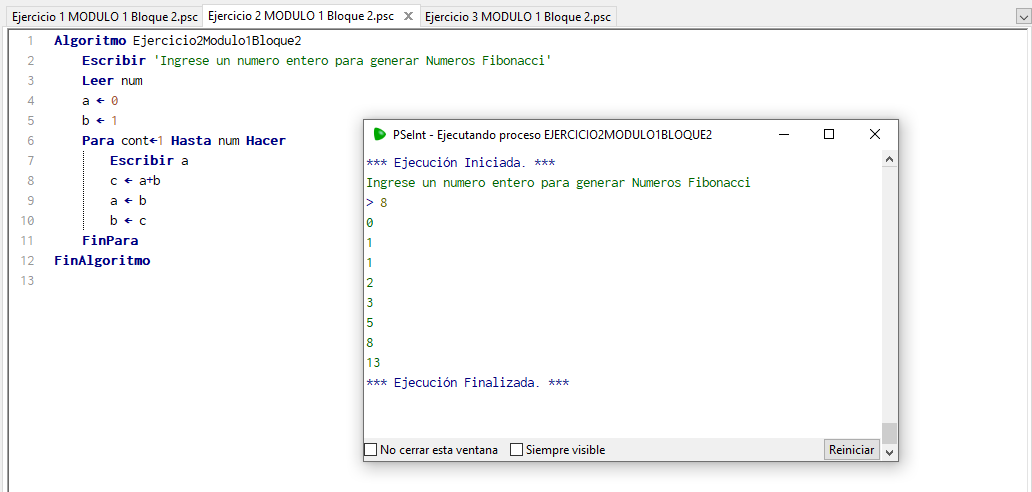 Ejercicio 1 MODULO 1 Bloque 2.psc Ejercicio 2 MODULO 1 Bloque 2.psc Ejercicio 3 MODULO 1 Bloque 2.psc
1 Algoritmo Ejercicio2Modulo1Bloque2
2 Escribir 'Ingrese un numero entero para generar Numeros Fibonacci'
3 Leer num
4 a ← 0
5 b ← 1
6 Para cont←1 Hasta num Hacer
7 Escribir a
8 c ← a+b
9 a ← b
10 b ← c
11 FinPara
12 FinAlgoritmo
13
PSeInt - Ejecutando proceso EJERCICIO2MODULO1BLOQUE2
*** Ejecución Iniciada. ***
Ingrese un numero entero para generar Numeros Fibonacci
> 8
0
1
1
2
3
5
8
13
*** Ejecución Finalizada. ***
No cerrar esta ventana Siempre visible Reiniciar